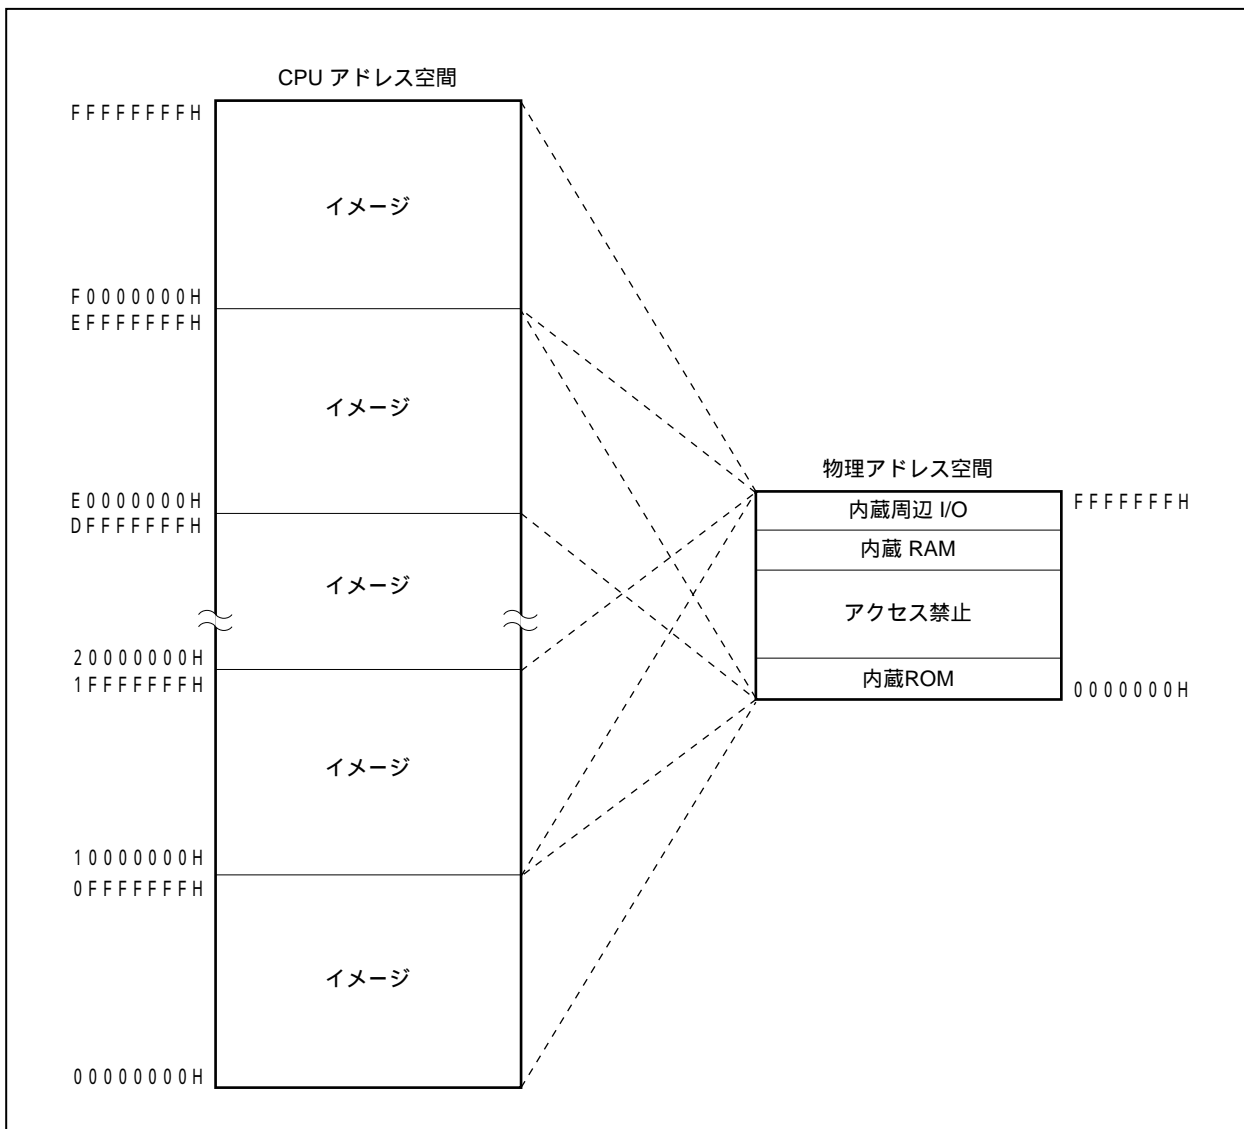 CPU アドレス空間
FFFFFFFFH
イメージ
F0000000H
EFFFFFFFH
イメージ
E0000000H
DFFFFFFFH
イメージ
20000000H
1FFFFFFFH
イメージ
10000000H
0FFFFFFFH
イメージ
00000000H
物理アドレス空間
内蔵周辺 I/O
FFFFFFFH
内蔵 RAM
アクセス禁止
内蔵ROM
0000000H